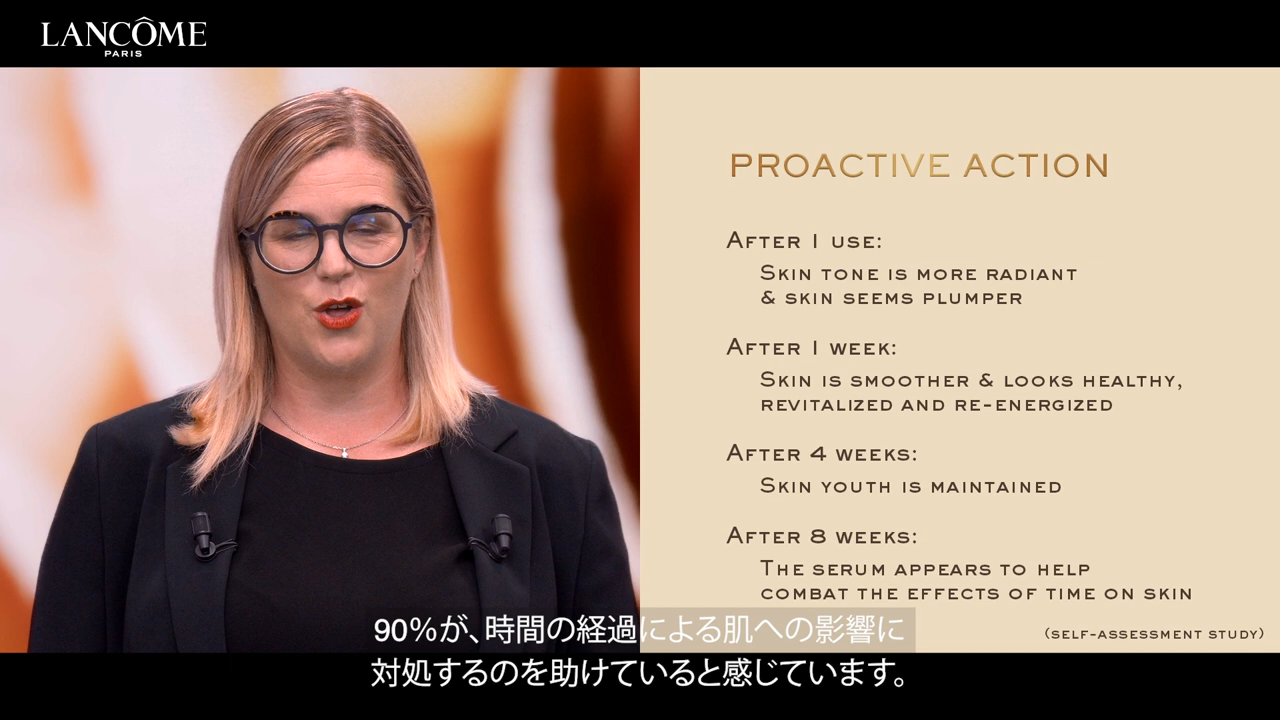 LANCÔME
PARIS
PROACTIVE ACTION
AFTER 1 USE:
SKIN TONE IS MORE RADIANT
& SKIN SEEMS PLUMPER
AFTER 1 WEEK:
SKIN IS SMOOTHER & LOOKS HEALTHY,
REVITALIZED AND RE-ENERGIZED
AFTER 4 WEEKS:
SKIN YOUTH IS MAINTAINED
AFTER 8 WEEKS:
THE SERUM APPEARS TO HELP
COMBAT THE EFFECTS OF TIME ON SKIN
(SELF-ASSESSMENT STUDY)
90%が、時間の経過による肌への影響に
対処するのを助けていると感じています。